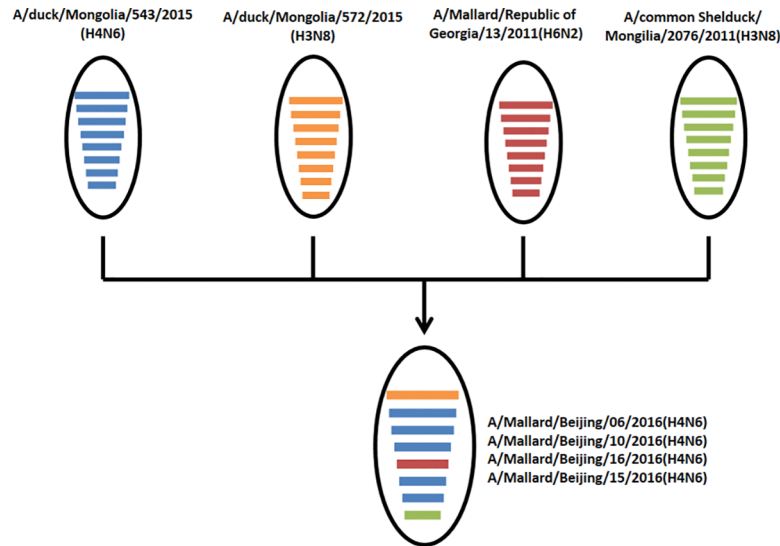 A/duck/Mongolia/543/2015
(H4N6)
A/duck/Mongolia/572/2015
(H3N8)
A/Mallard/Republic of
Georgia/13/2011(H6N2)
A/common Shelduck/
Mongilia/2076/2011(H3N8)
A/Mallard/Beijing/06/2016(H4N6)
A/Mallard/Beijing/10/2016(H4N6)
A/Mallard/Beijing/16/2016(H4N6)
A/Mallard/Beijing/15/2016(H4N6)